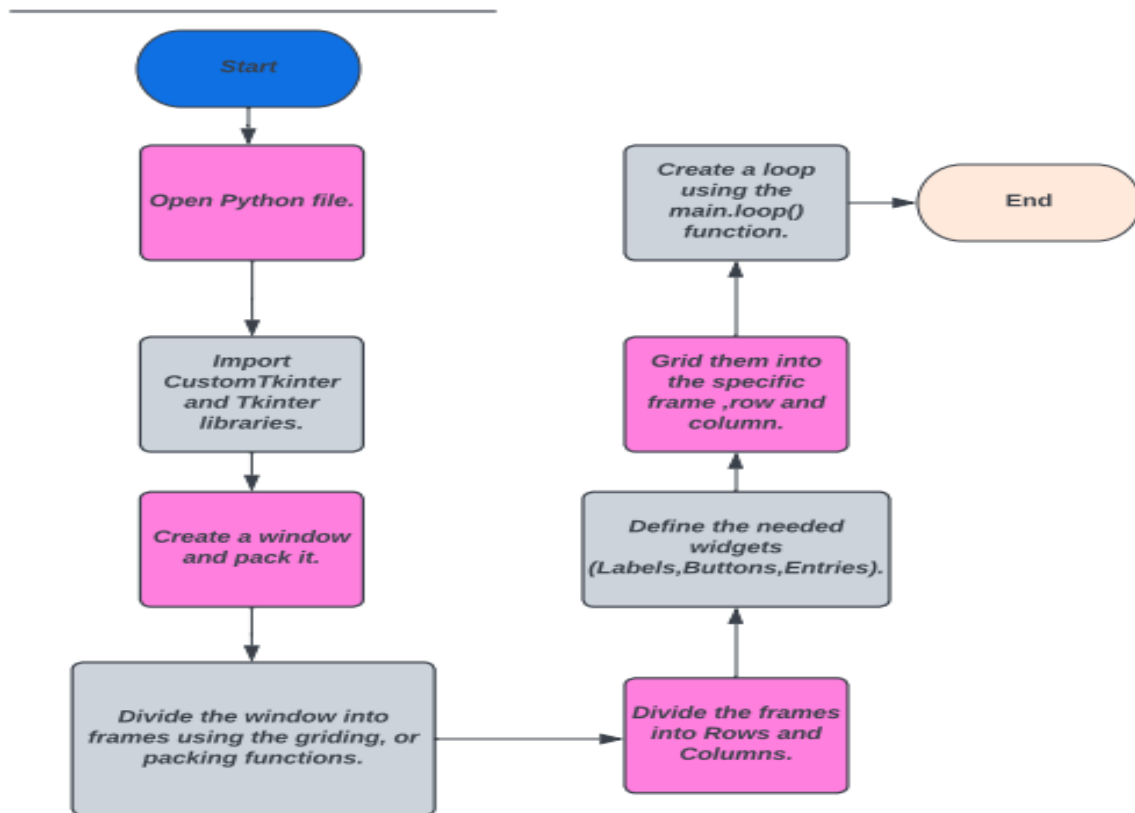 Start
Open Python file.
Import
CustomTkinter
and Tkinter
libraries.
Create a window
and pack it.
Divide the window into
frames using the griding, or
packing functions.
Divide the frames
into Rows and
Columns.
Define the needed
widgets
(Labels,Buttons,Entries).
Grid them into
the specific
frame ,row and
column.
Create a loop
using the
main.loop()
function.
End